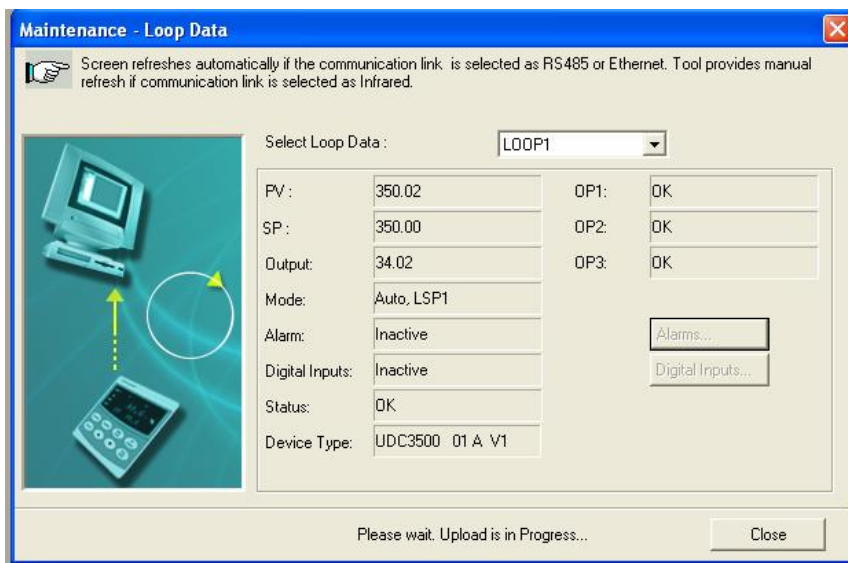 Maintenance - Loop Data
Screen refreshes automatically if the communication link is selected as RS485 or Ethernet. Tool provides manual
refresh if communication link is selected as Infrared.
Select Loop Data : LOOP1
PV : 350.02 OP1: OK
SP : 350.00 OP2: OK
Output: 34.02 OP3: OK
Mode: Auto, LSP1
Alarm: Inactive Alarms...
Digital Inputs: Inactive Digital Inputs...
Status: OK
Device Type: UDC3500 01 A V1
Please wait. Upload is in Progress... Close